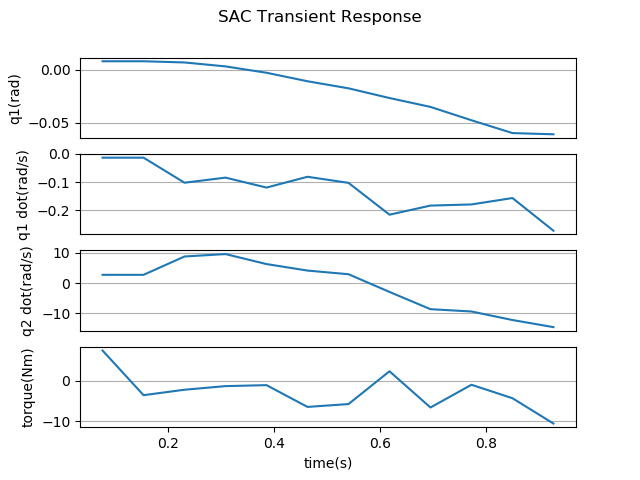 SAC Transient Response
q1(rad)
0.00
−0.05
q1 dot(rad/s)
0.0
−0.1
−0.2
q2 dot(rad/s)
10
0
−10
torque(Nm)
0
−10
0.2 0.4 0.6 0.8
time(s)